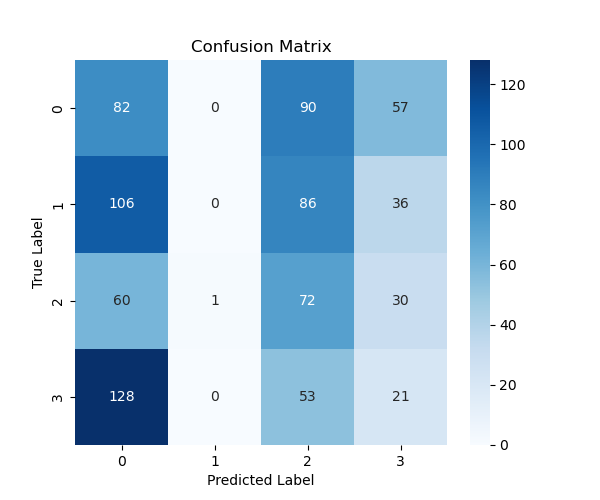 Confusion Matrix
True Label
0 82 0 90 57
1 106 0 86 36
2 60 1 72 30
3 128 0 53 21
0 1 2 3
Predicted Label
120
100
80
60
40
20
0